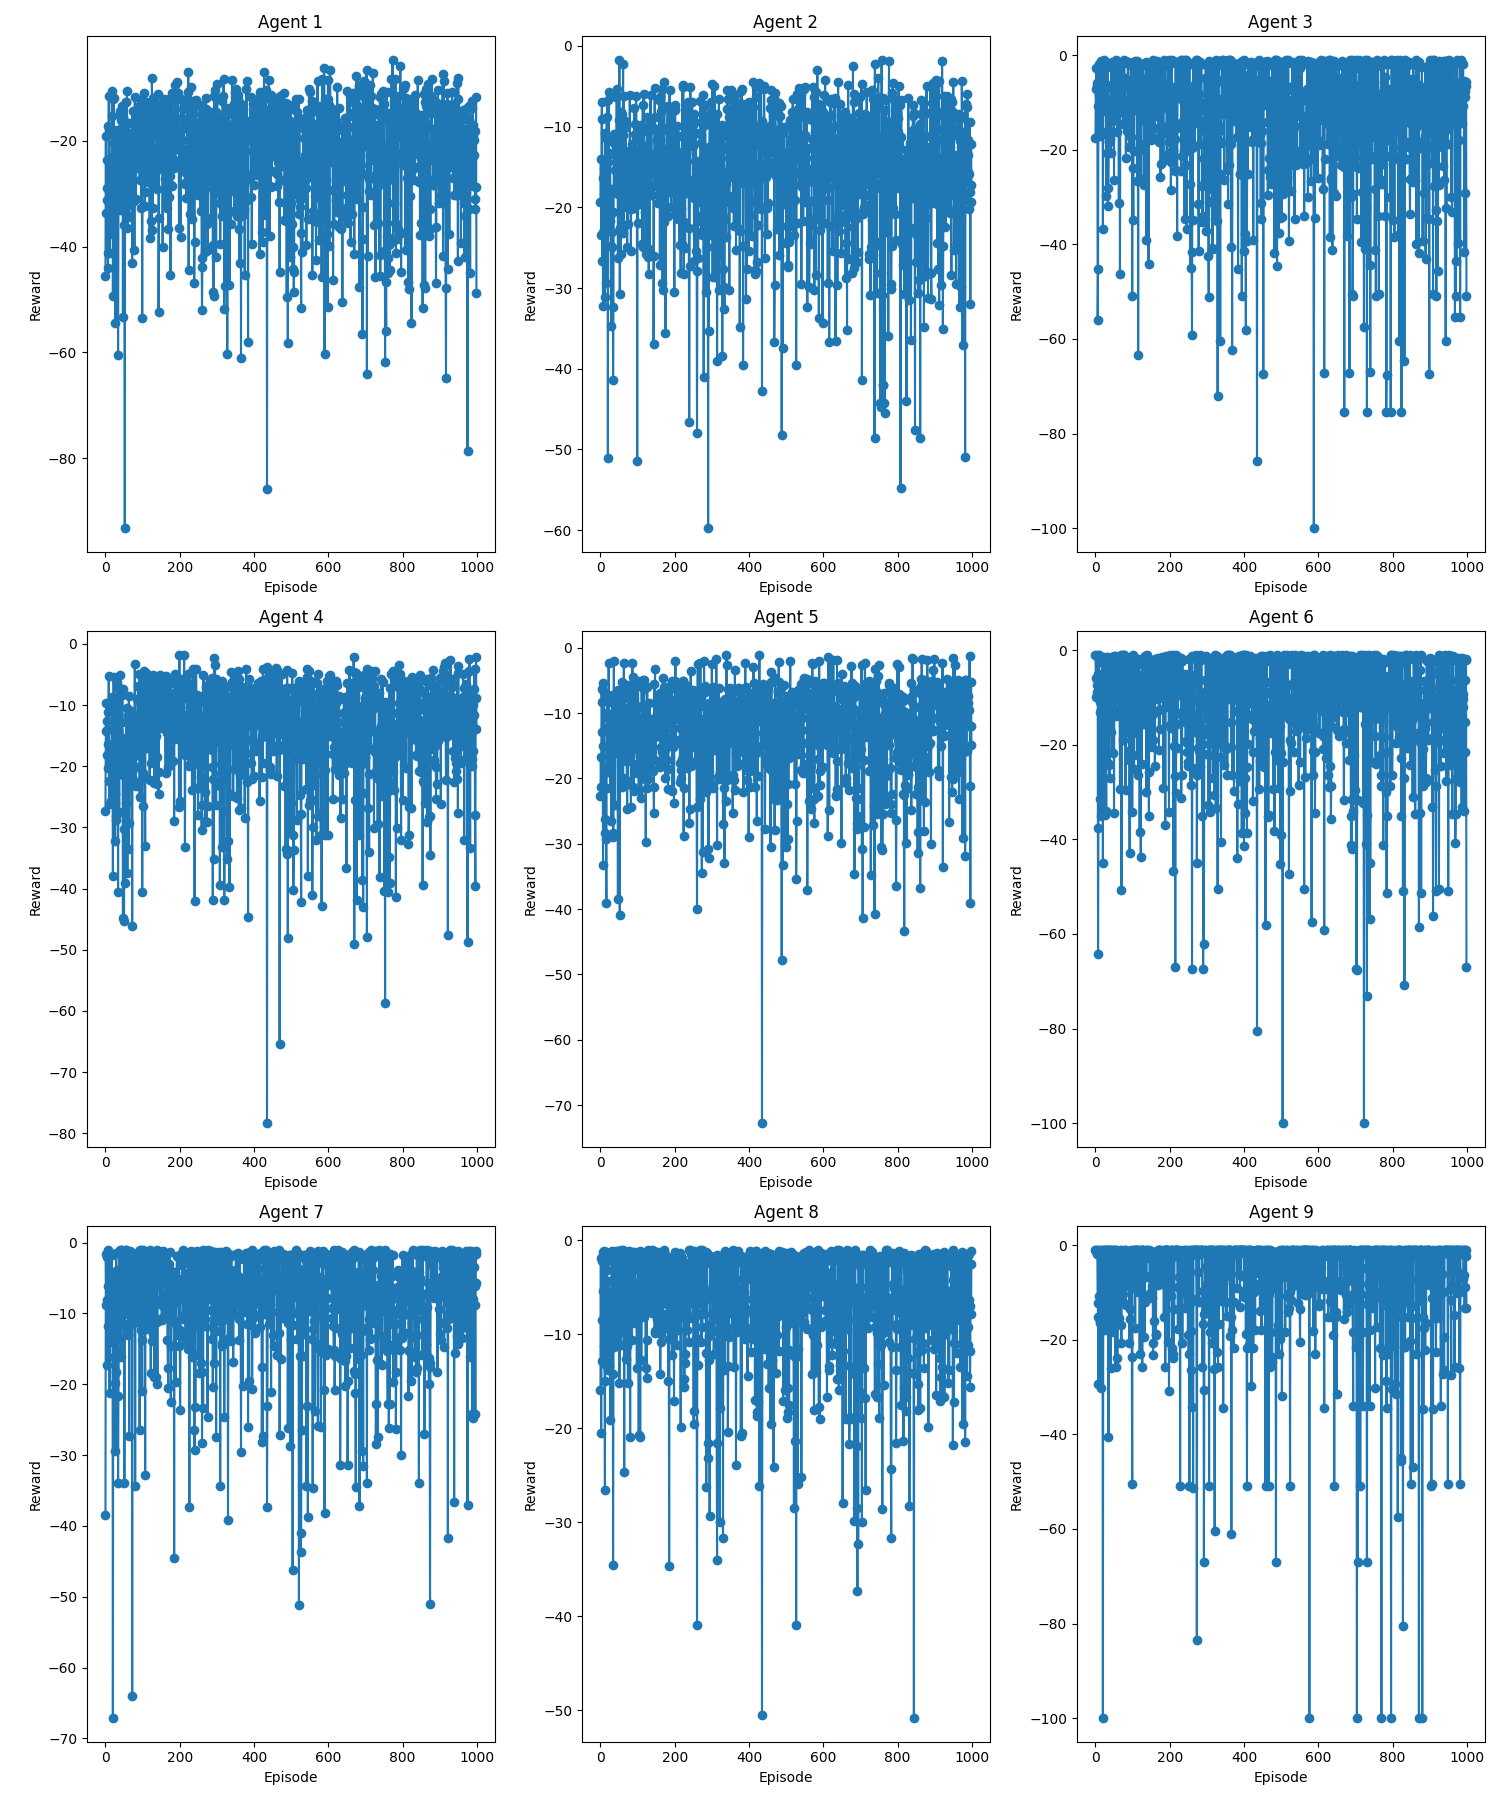 Agent 1 Agent 2 Agent 3
0 0
−20 −10 −20
−20
−40 −40
Reward Reward −30 Reward
−60 −60
−40
−80 −50 −80
−60 −100
0 200 400 600 800 1000 0 200 400 600 800 1000 0 200 400 600 800 1000
Episode Episode Episode
Agent 4 Agent 5 Agent 6
0 0 0
−10 −10
−20 −20 −20
−30 −30 −40
Reward Reward Reward
−40 −40
−50 −50 −60
−60 −60 −80
−70 −70
−80 −100
0 200 400 600 800 1000 0 200 400 600 800 1000 0 200 400 600 800 1000
Episode Episode Episode
Agent 7 Agent 8 Agent 9
0 0 0
−10 −10 −20
−20 −20
−30 −40
Reward Reward Reward
−40 −30 −60
−50 −40 −80
−60
−70 −50 −100
0 200 400 600 800 1000 0 200 400 600 800 1000 0 200 400 600 800 1000
Episode Episode Episode